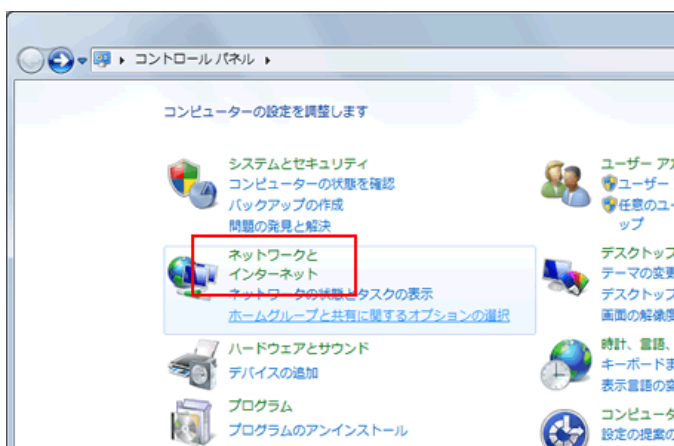 コントロール パネル
コンピューターの設定を調整します
システムとセキュリティ
コンピューターの状態を確認
バックアップの作成
問題の発見と解決
ネットワークと
インターネット
ネットワークの状態とタスクの表示
ホームグループと共有に関するオプションの選択
ハードウェアとサウンド
デバイスの追加
プログラム
プログラムのアンインストール
ユーザー アカ
ユーザー
任意のユー
ップ
デスクトップ
テーマの変更
デスクトップ
画面の解像度
時計、言語、
キーボードま
表示言語の変
コンピュータ
設定の提案の